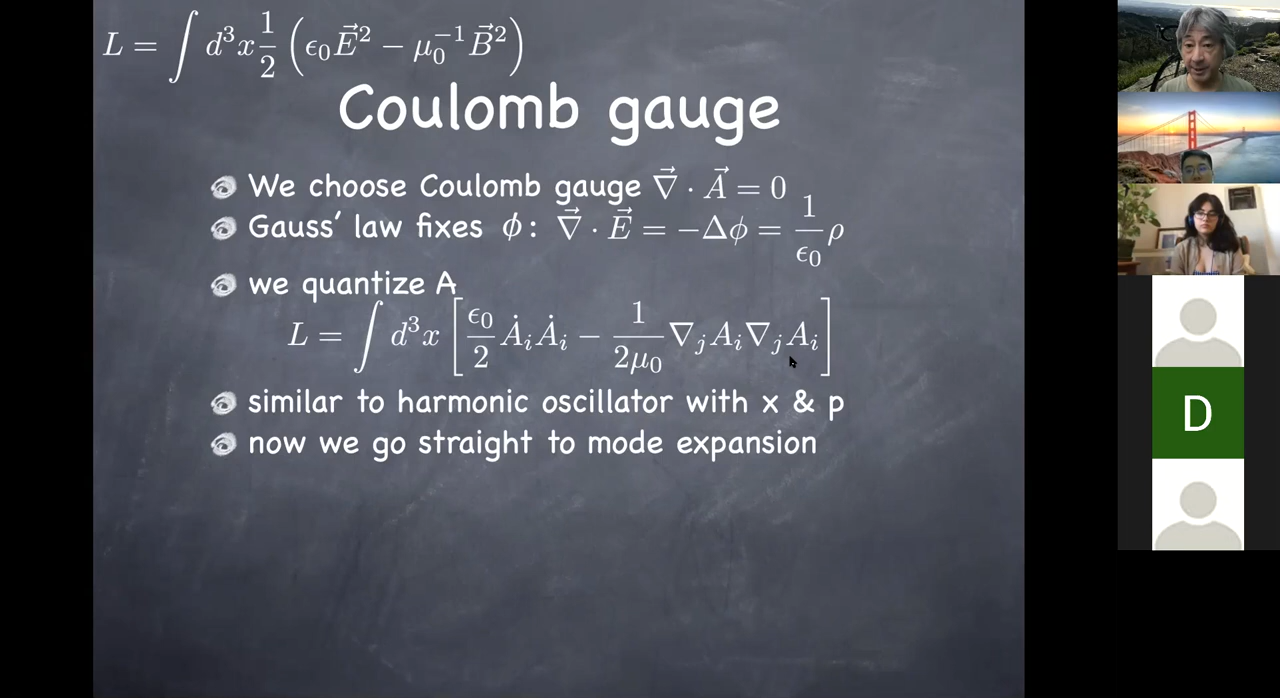 L = ∫ d³x 1/2 (ϵ₀E⃗² − μ₀⁻¹B⃗²)
Coulomb gauge
We choose Coulomb gauge ∇⃗ · A⃗ = 0
Gauss' law fixes ϕ: ∇⃗ · E⃗ = −Δϕ = 1/ϵ₀ ρ
we quantize A
L = ∫ d³x [ϵ₀/2 Ȧᵢ Ȧᵢ − 1/2μ₀ ∇ⱼAᵢ∇ⱼAᵢ]
similar to harmonic oscillator with x & p
now we go straight to mode expansion
D